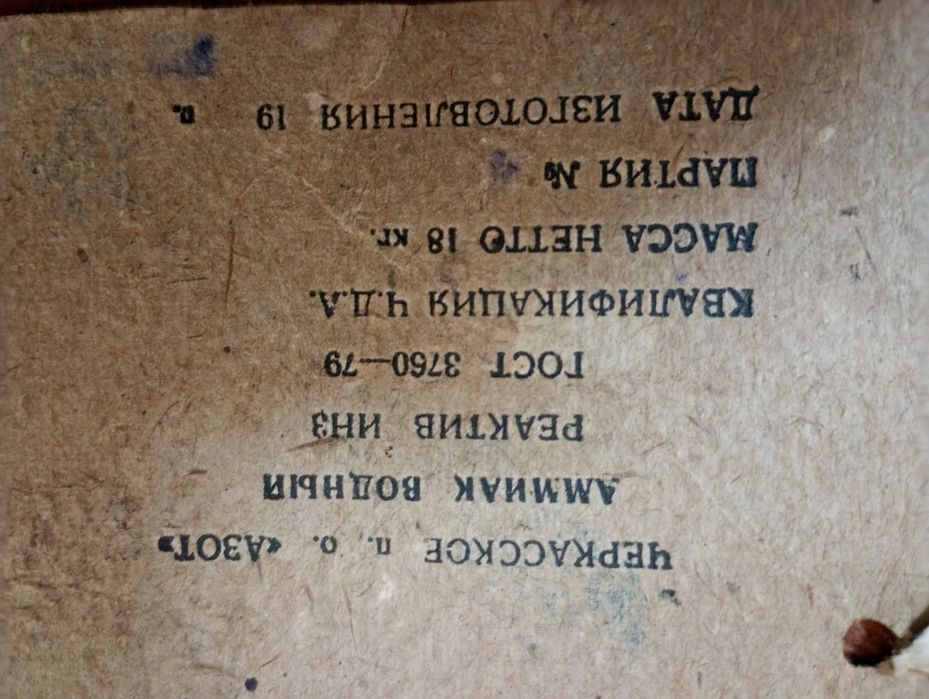 ЧЕРКАССКОЕ п. о. «АЗОТ»
АММИАК ВОДНЫЙ
РЕАКТИВ ИНЗ
ГОСТ 3760—79
КВАЛИФИКАЦИЯ Ч.Д.А.
МАССА НЕТТО 18 кг.
ПАРТИЯ №
ДАТА ИЗГОТОВЛЕНИЯ 19 г.